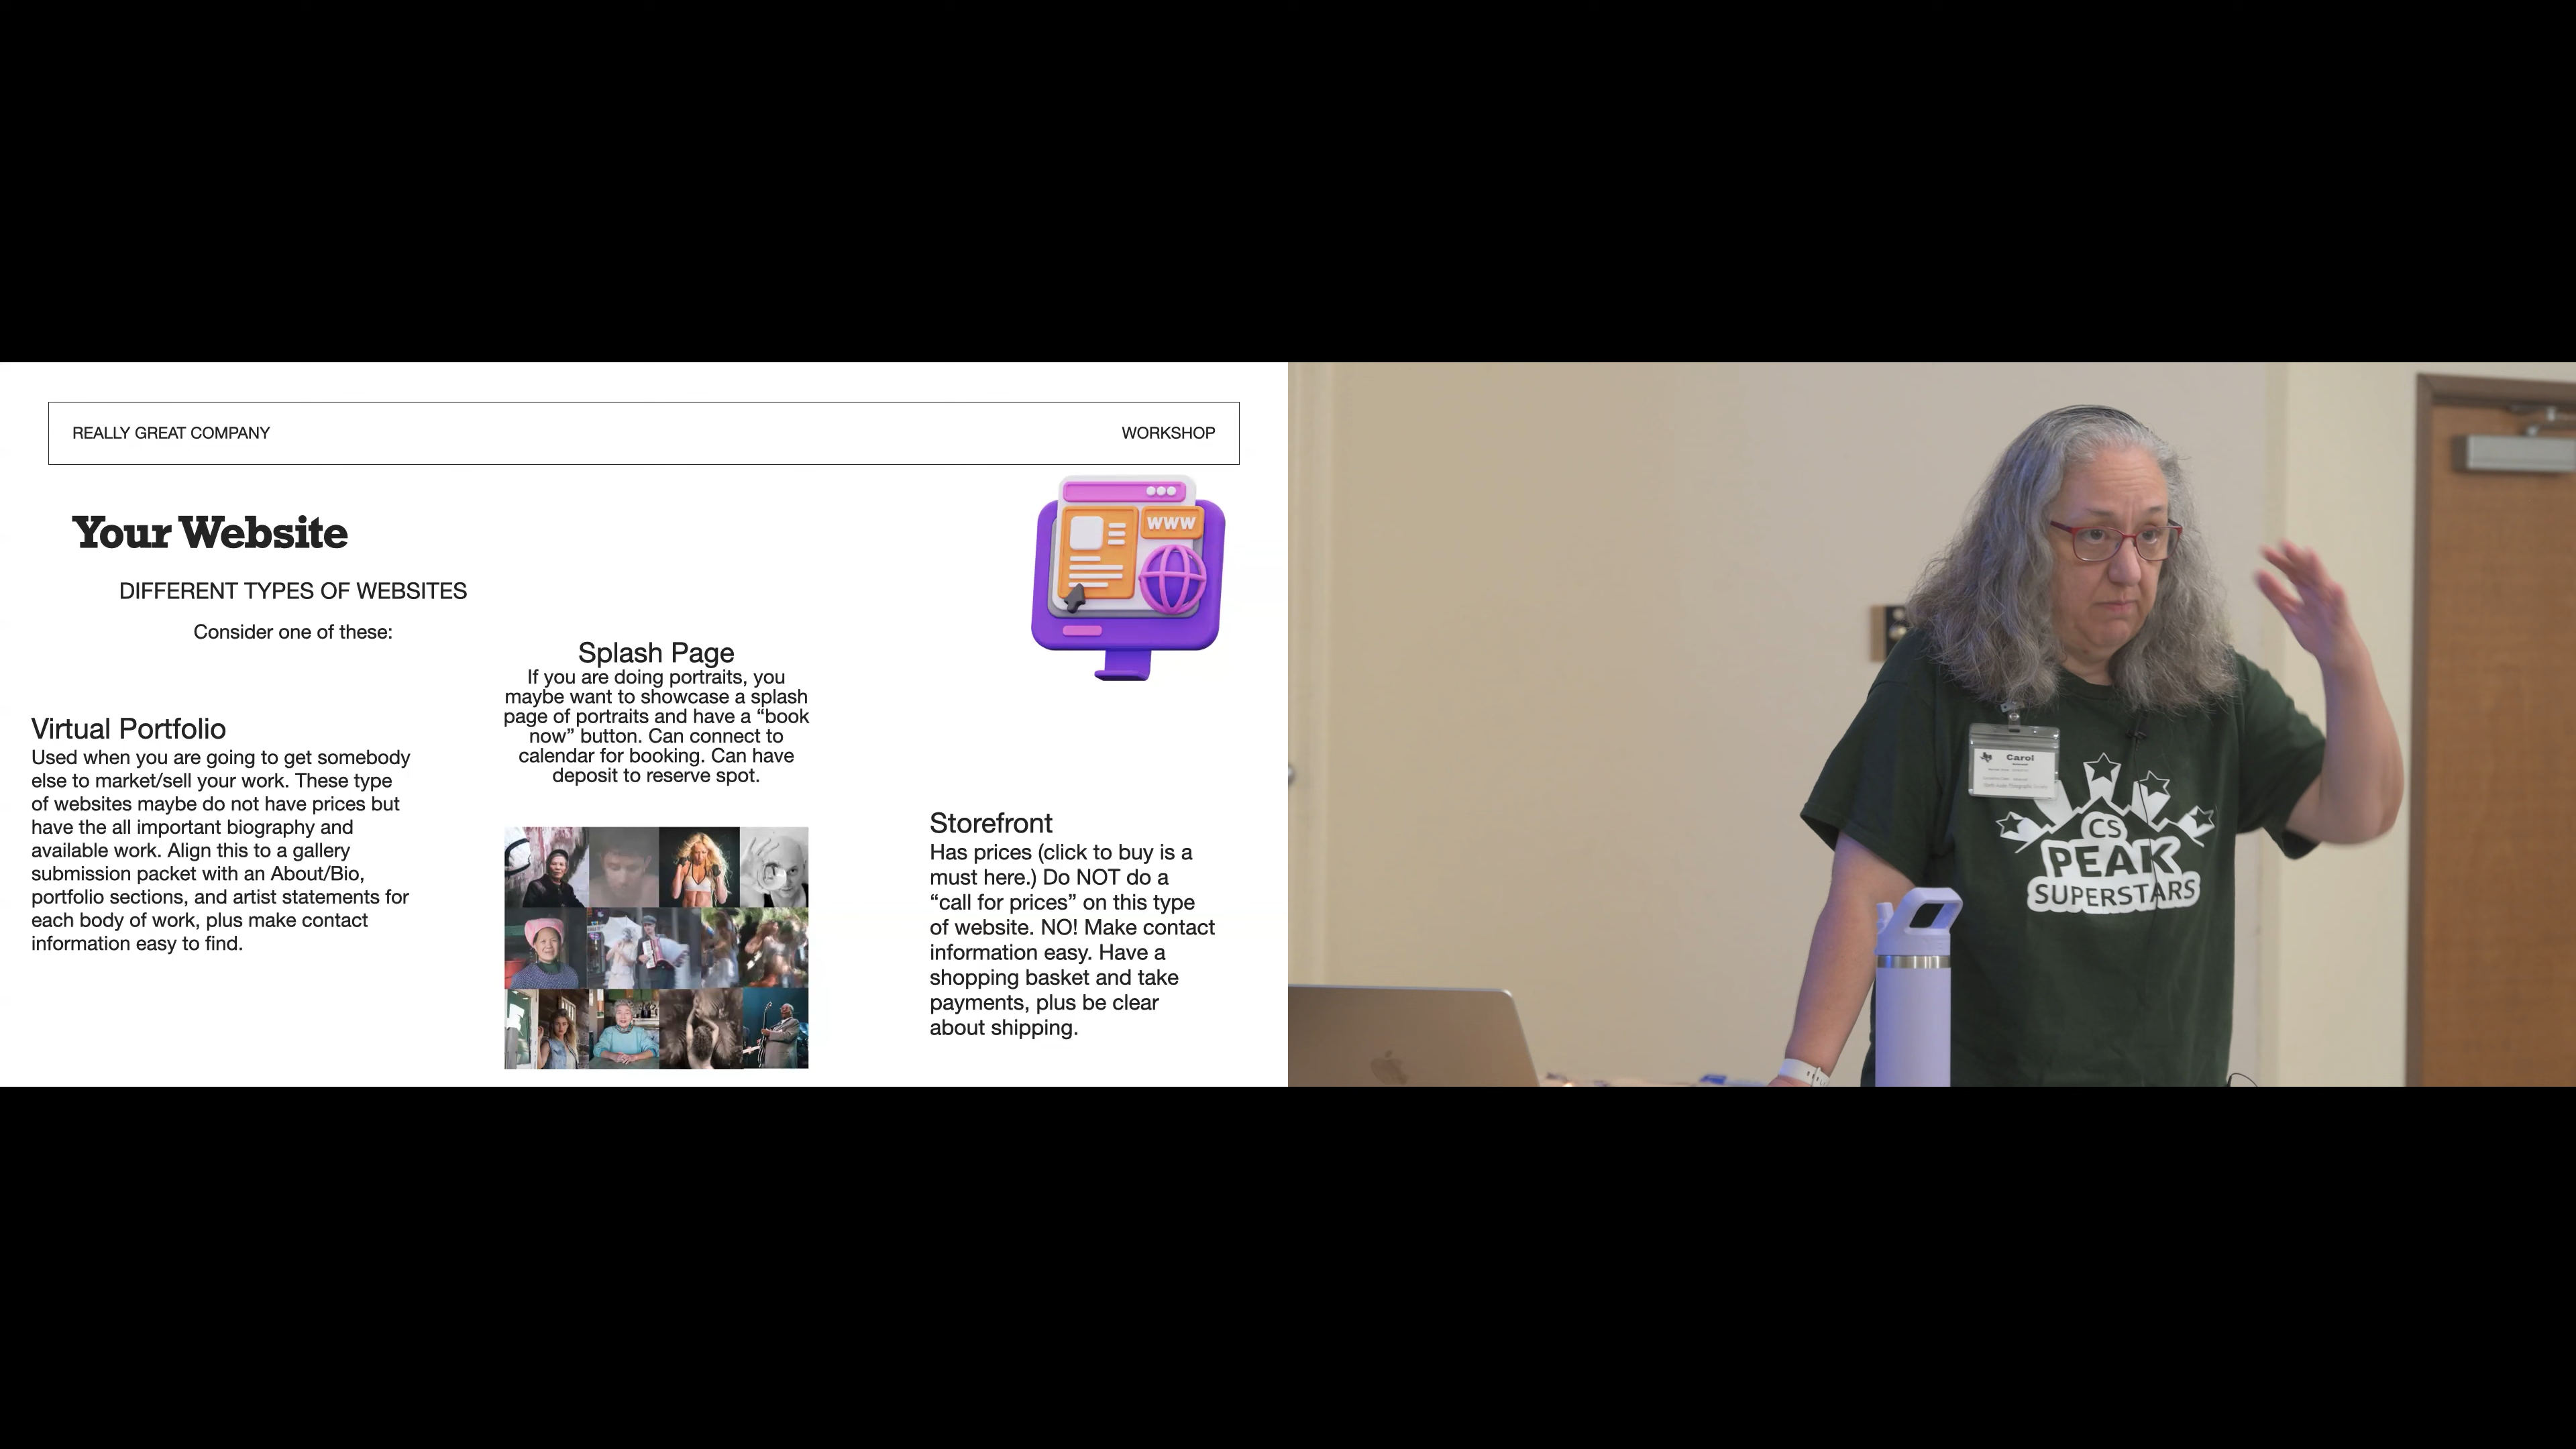 REALLY GREAT COMPANY
WORKSHOP
WWW
Your Website
DIFFERENT TYPES OF WEBSITES
Consider one of these:
Virtual Portfolio
Used when you are going to get somebody
else to market/sell your work. These type
of websites maybe do not have prices but
have the all important biography and
available work. Align this to a gallery
submission packet with an About/Bio,
portfolio sections, and artist statements for
each body of work, plus make contact
information easy to find.
Splash Page
If you are doing portraits, you
maybe want to showcase a splash
page of portraits and have a “book
now” button. Can connect to
calendar for booking. Can have
deposit to reserve spot.
Storefront
Has prices (click to buy is a
must here.) Do NOT do a
“call for prices” on this type
of website. NO! Make contact
information easy. Have a
shopping basket and take
payments, plus be clear
about shipping.
Carol
CS
PEAK
SUPERSTARS